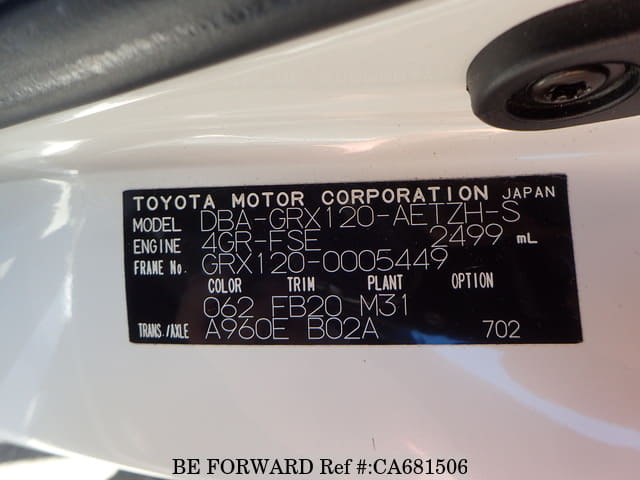 TOYOTA MOTOR CORPORATION JAPAN
MODEL DBA-GRX120-AETZH-S
ENGINE 4GR-FSE 2499 mL
FRAME No. GRX120-0005449
COLOR TRIM PLANT OPTION
062 FB20 M31
TRANS./AXLE A960E B02A 702
BE FORWARD Ref #:CA681506